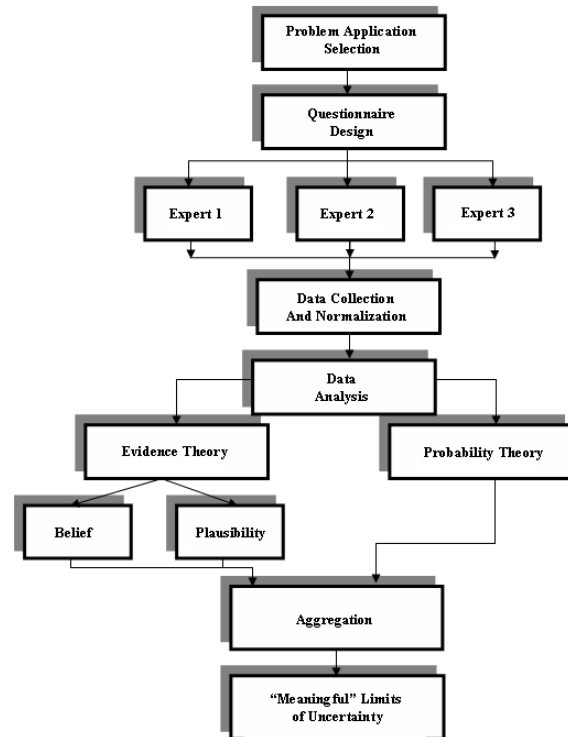 Problem Application
Selection
Questionnaire
Design
Expert 1
Expert 2
Expert 3
Data Collection
And Normalization
Data
Analysis
Evidence Theory
Probability Theory
Belief
Plausibility
Aggregation
“Meaningful” Limits
of Uncertainty